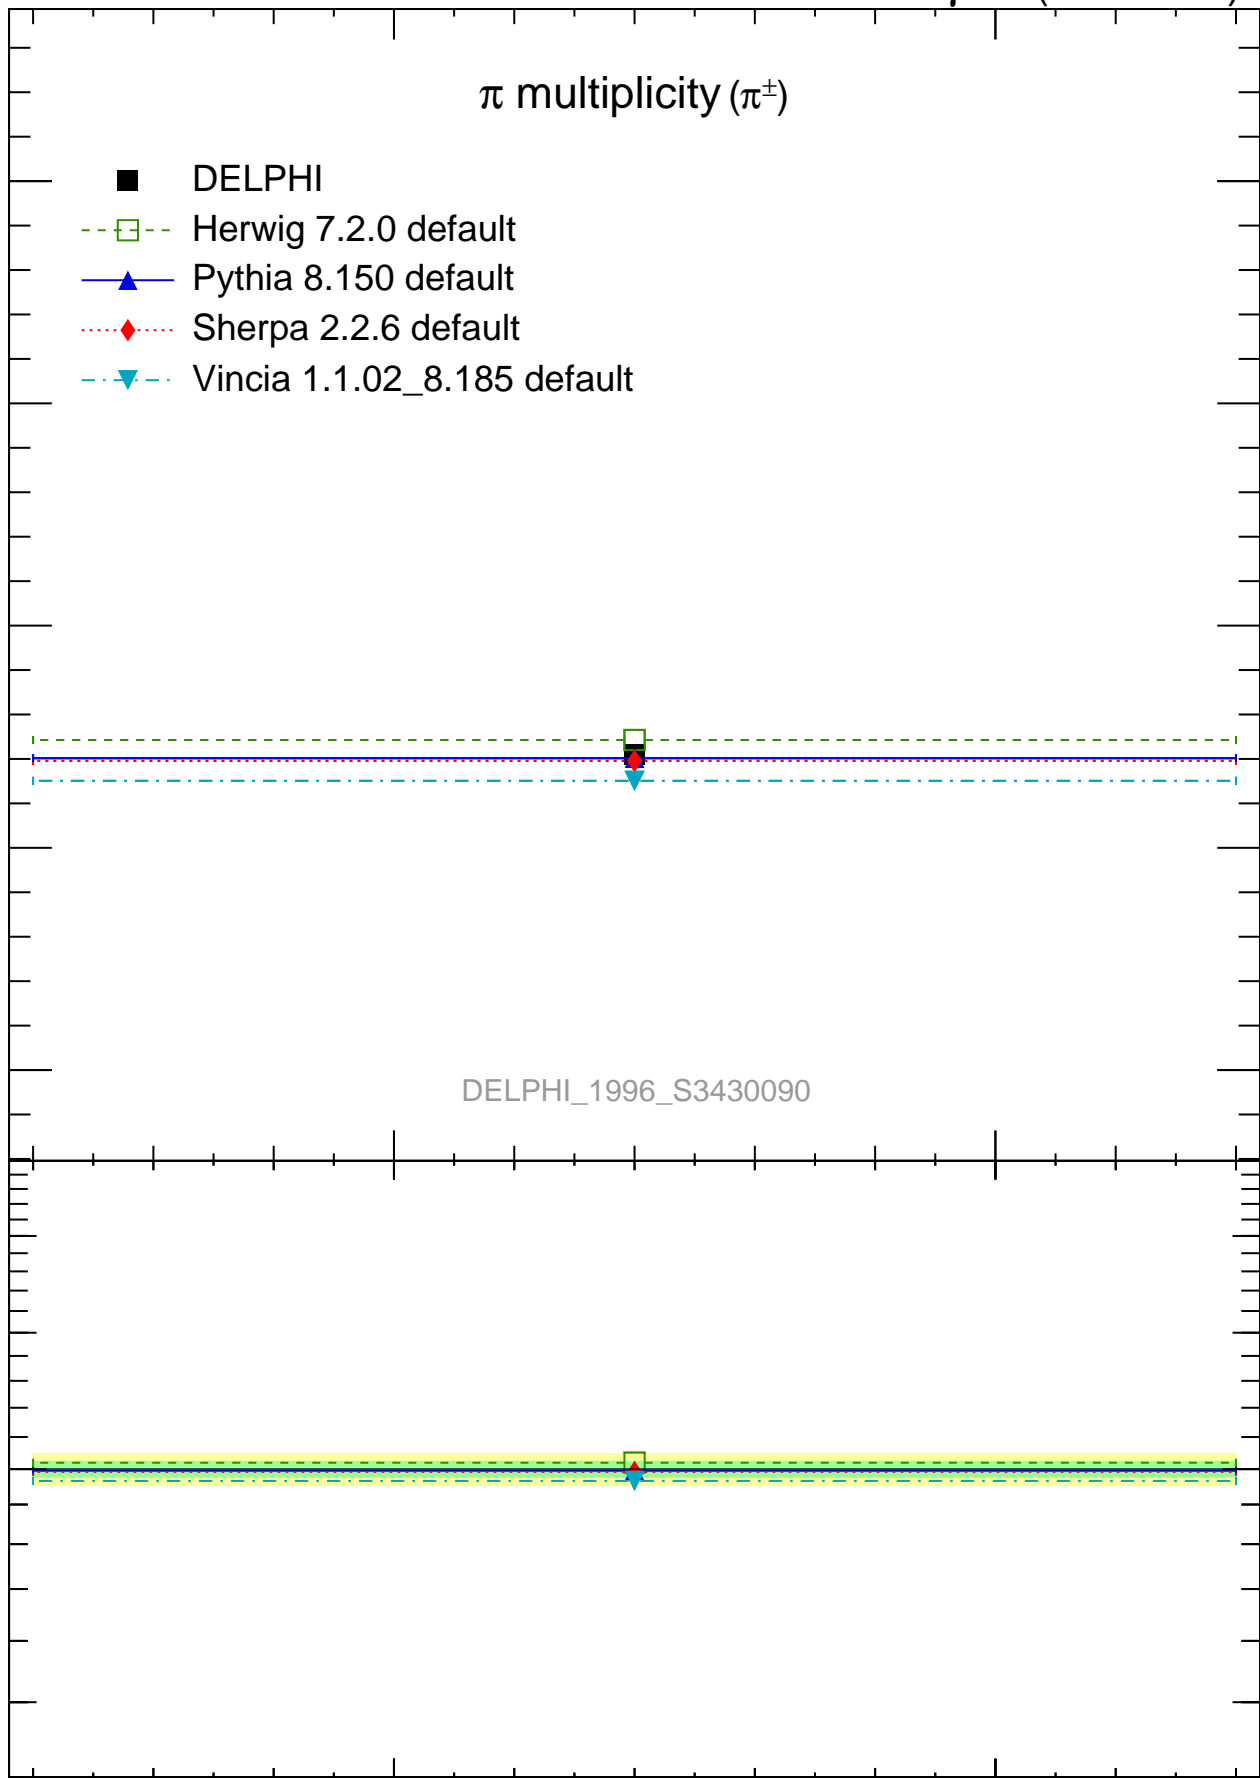 π multiplicity (π±)
DELPHI
Herwig 7.2.0 default
Pythia 8.150 default
Sherpa 2.2.6 default
Vincia 1.1.02_8.185 default
DELPHI_1996_S3430090